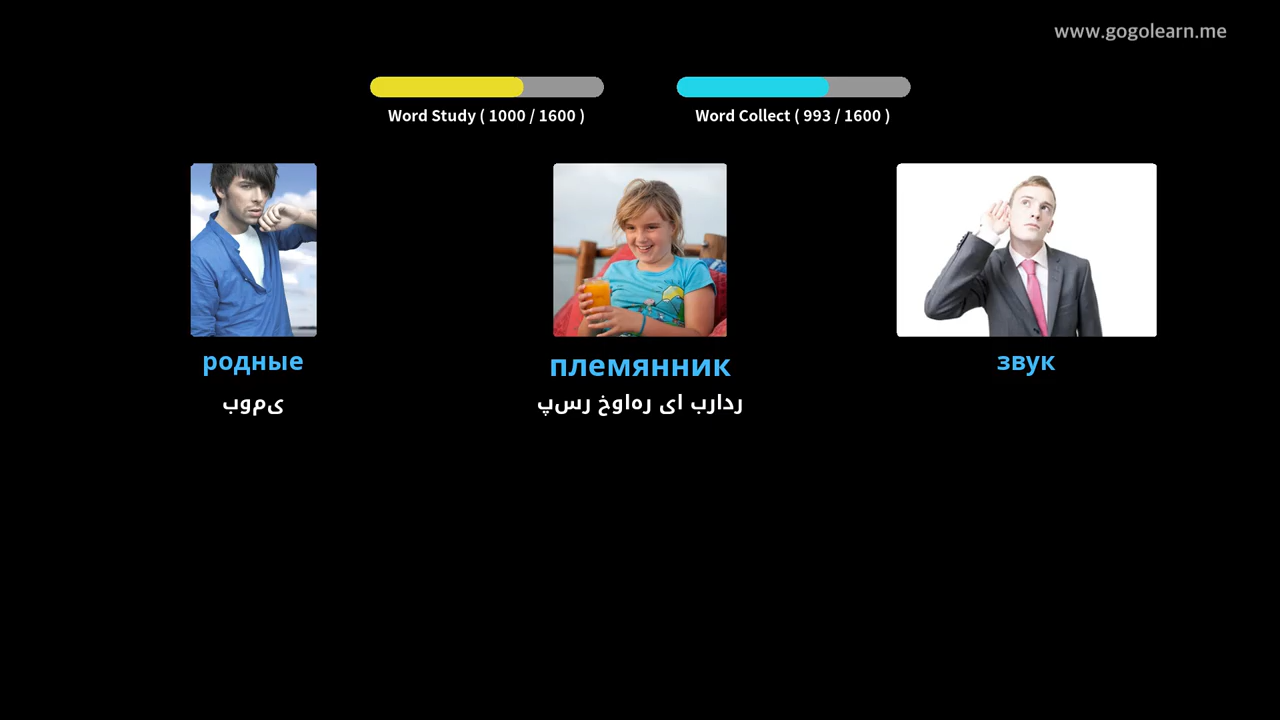 www.gogolearn.me
Word Study ( 1000 / 1600 )
Word Collect ( 993 / 1600 )
родные
племянник
звук
بومی
پسر خواهر یا برادر